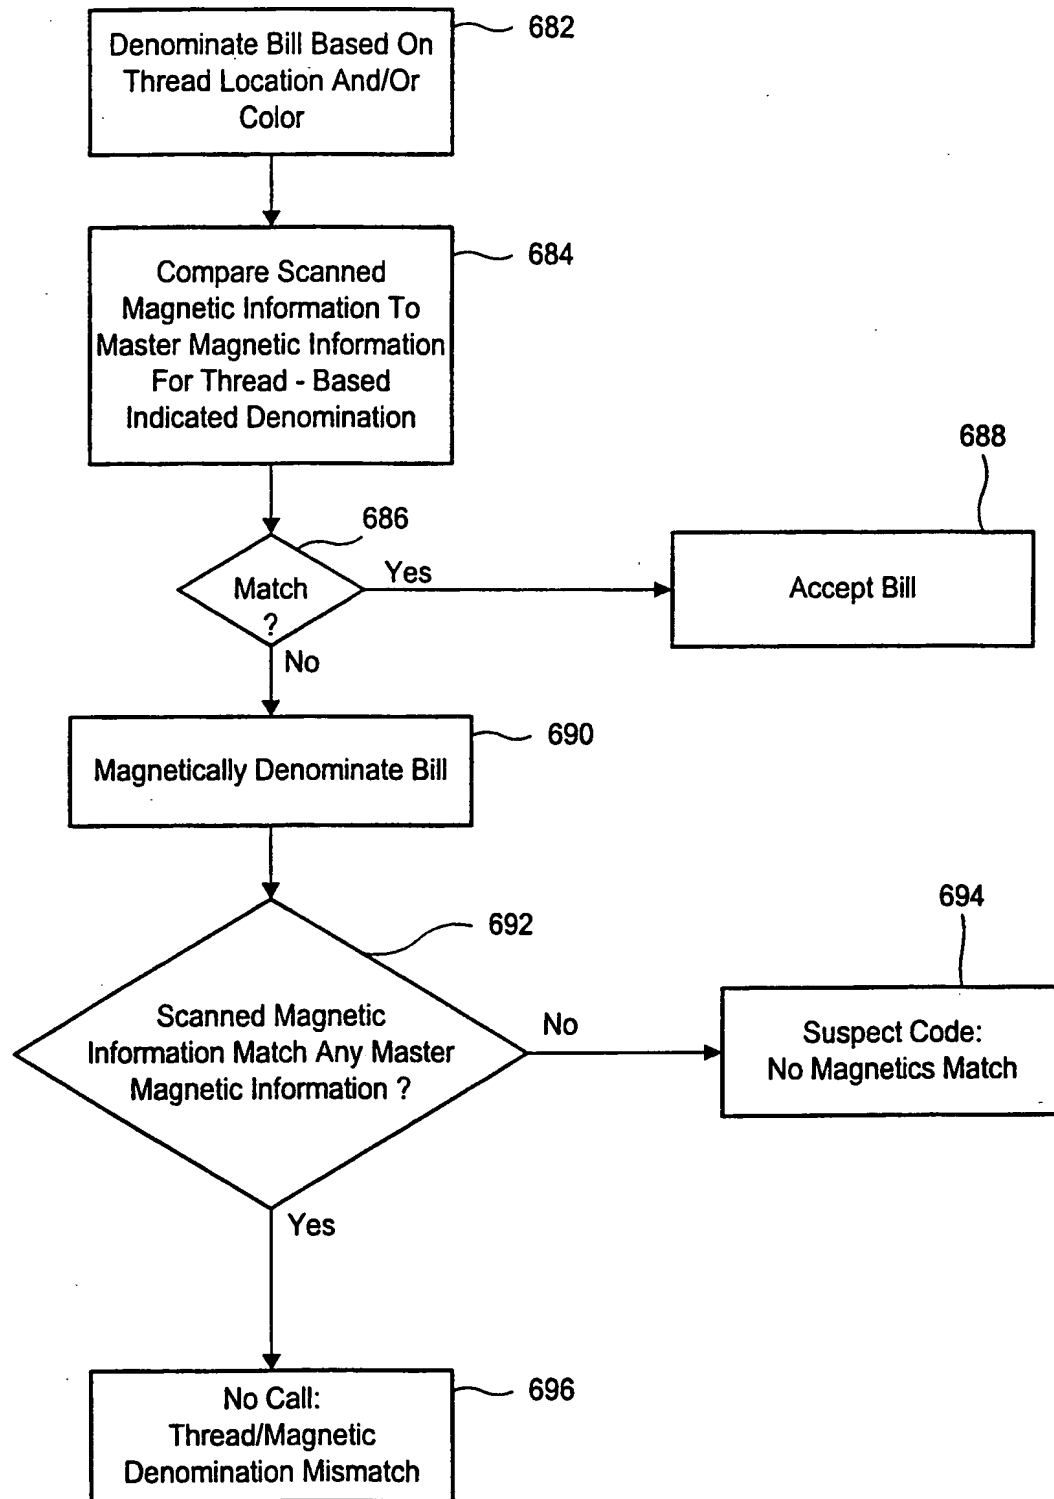 682
Denominate Bill Based On
Thread Location And/Or
Color
684
Compare Scanned
Magnetic Information To
Master Magnetic Information
For Thread - Based
Indicated Denomination
686
Match
?
Yes
688
Accept Bill
No
690
Magnetically Denominate Bill
692
Scanned Magnetic
Information Match Any Master
Magnetic Information ?
No
694
Suspect Code:
No Magnetics Match
Yes
696
No Call:
Thread/Magnetic
Denomination Mismatch